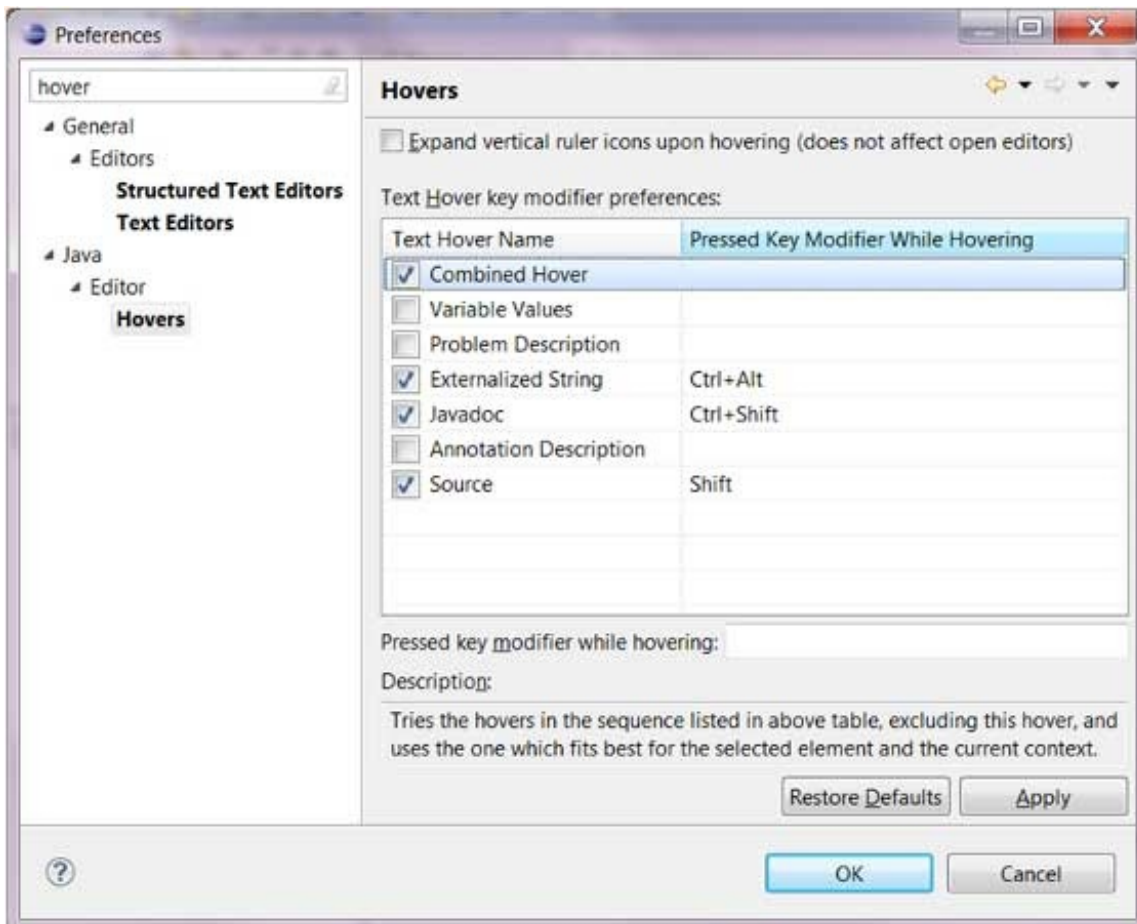 Preferences
hover
General
Editors
Structured Text Editors
Text Editors
Java
Editor
Hovers
Hovers
Expand vertical ruler icons upon hovering (does not affect open editors)
Text Hover key modifier preferences:
Text Hover Name Pressed Key Modifier While Hovering
Combined Hover
Variable Values
Problem Description
Externalized String Ctrl+Alt
Javadoc Ctrl+Shift
Annotation Description
Source Shift
Pressed key modifier while hovering:
Description:
Tries the hovers in the sequence listed in above table, excluding this hover, and
uses the one which fits best for the selected element and the current context.
Restore Defaults Apply
OK Cancel